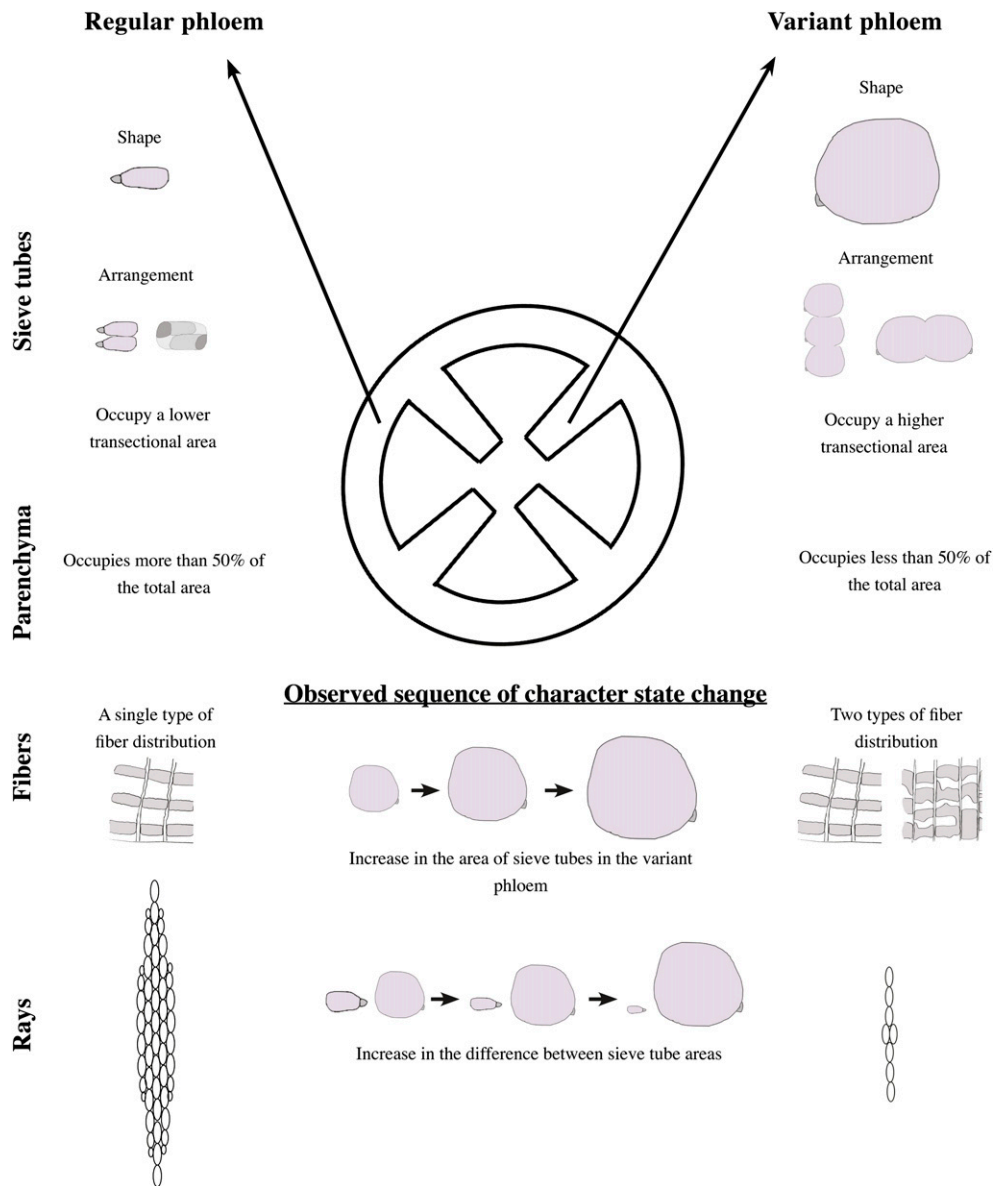 Regular phloem
Variant phloem
Sieve tubes
Shape
Arrangement
Occupy a lower
transectional area
Shape
Arrangement
Occupy a higher
transectional area
Parenchyma
Occupies more than 50% of
the total area
Occupies less than 50% of
the total area
Observed sequence of character state change
Fibers
A single type of
fiber distribution
Increase in the area of sieve tubes in the variant
phloem
Two types of fiber
distribution
Rays
Increase in the difference between sieve tube areas